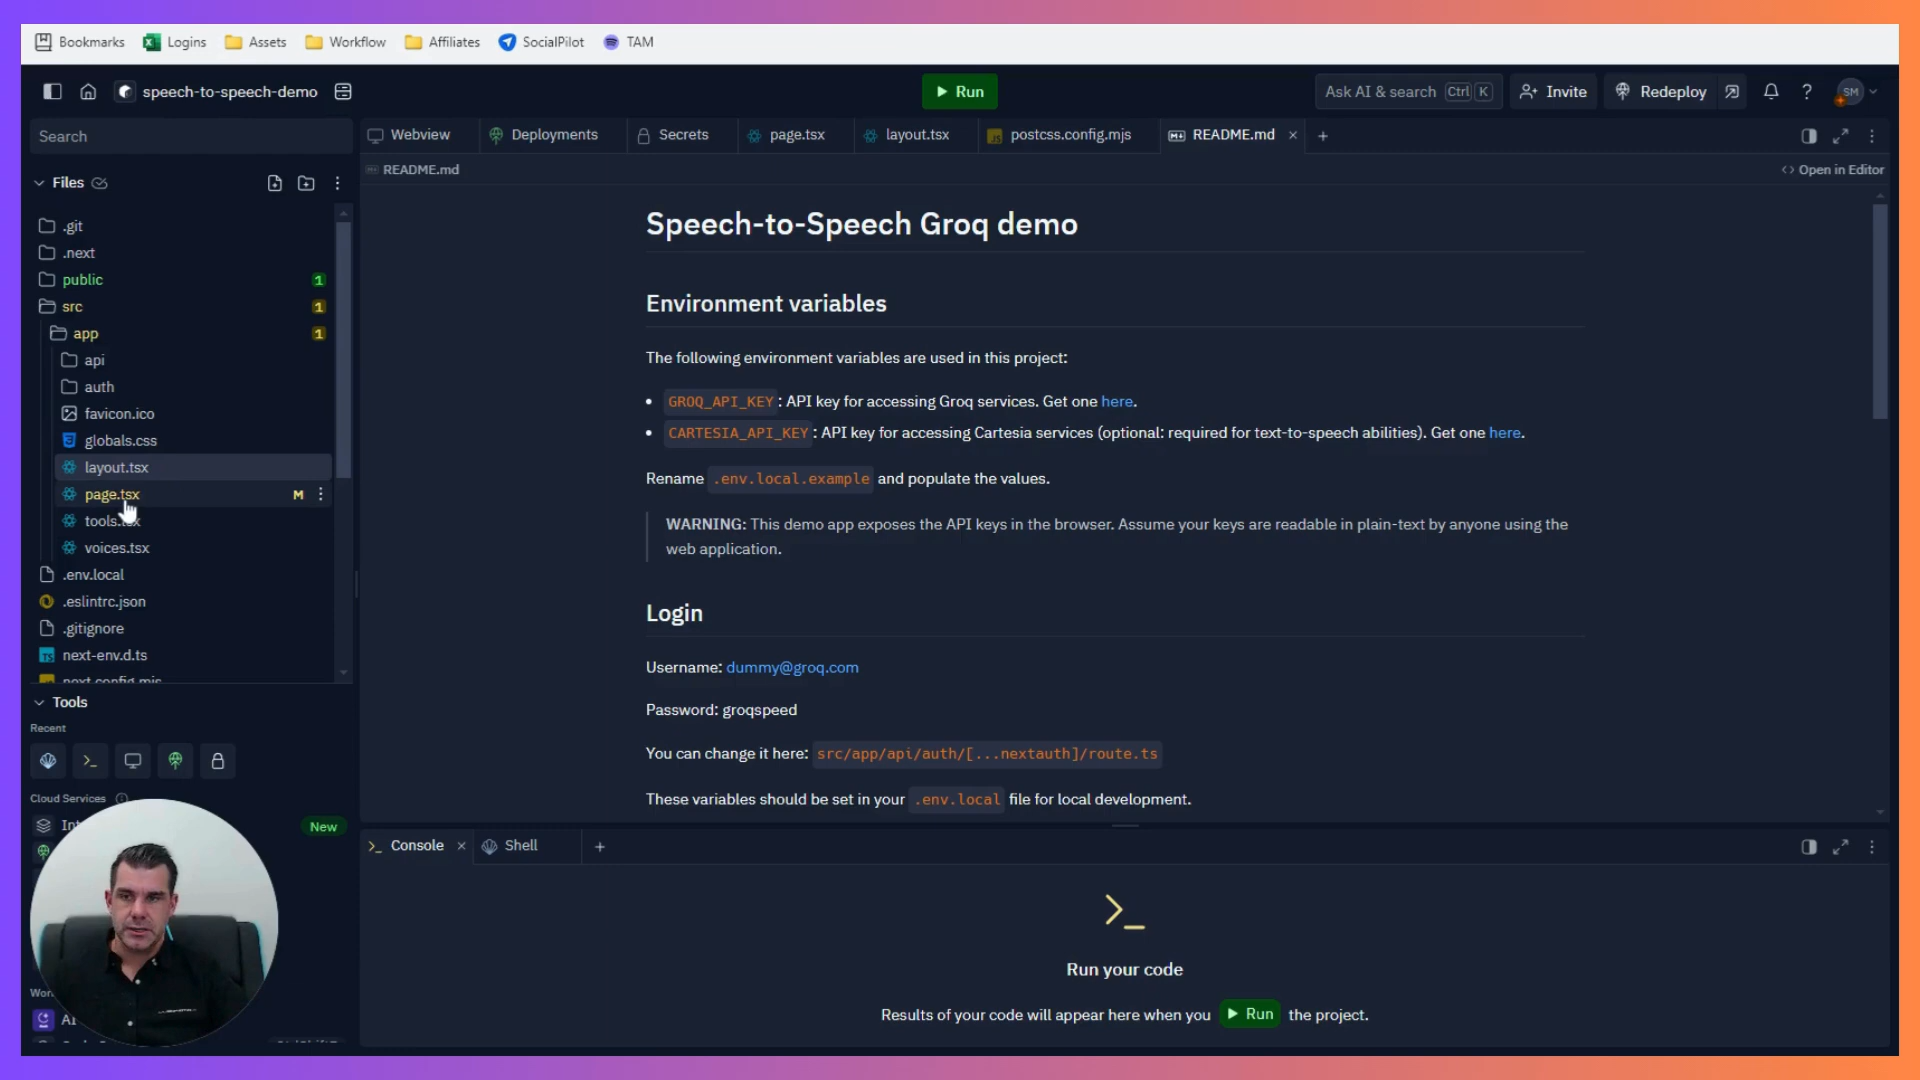 Bookmarks Logins Assets Workflow Affiliates SocialPilot TAM
speech-to-speech-demo
Run
Ask AI & search Ctrl K
Invite
Redeploy
?
SM
Search
Webview
Deployments
Secrets
page.tsx
layout.tsx
postcss.config.mjs
README.md
README.md
Open in Editor
Files
.git
.next
public 1
src 1
app 1
api
auth
favicon.ico
globals.css
layout.tsx
page.tsx M
voices.tsx
.env.local
.eslintrc.json
.gitignore
next-env.d.ts
next.config.mjs
Tools
Recent
Cloud Services
New
Speech-to-Speech Groq demo
Environment variables
The following environment variables are used in this project:
• GROQ_API_KEY : API key for accessing Groq services. Get one here.
• CARTESIA_API_KEY : API key for accessing Cartesia services (optional: required for text-to-speech abilities). Get one here.
Rename .env.local.example and populate the values.
WARNING: This demo app exposes the API keys in the browser. Assume your keys are readable in plain-text by anyone using the
web application.
Login
Username: dummy@groq.com
Password: groqspeed
You can change it here: src/app/api/auth/[...nextauth]/route.ts
These variables should be set in your .env.local file for local development.
Console
Shell
Run your code
Results of your code will appear here when you Run the project.